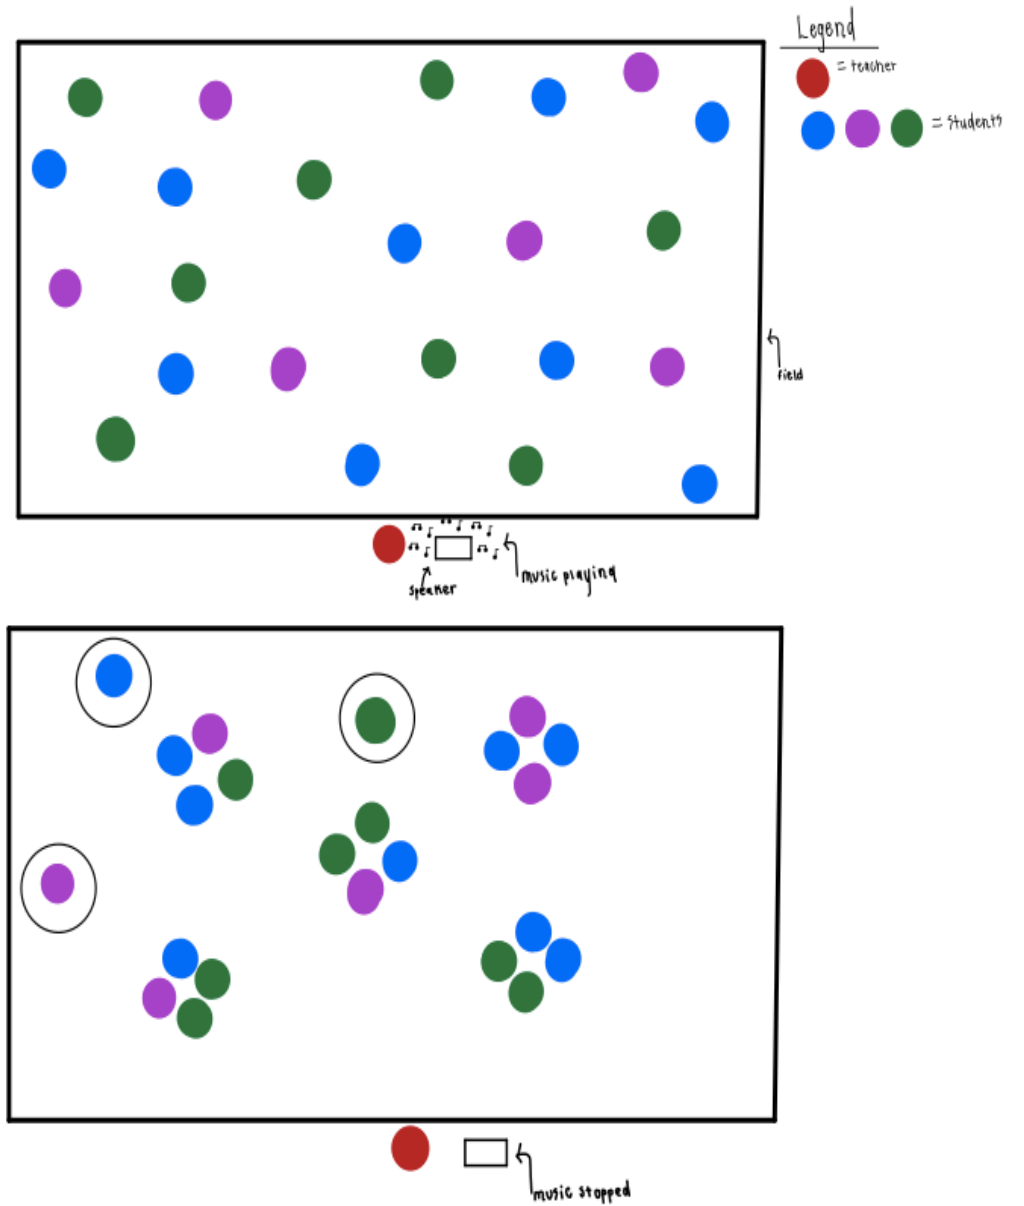 Legend
= teacher
= students
field
speaker
music playing
music stopped